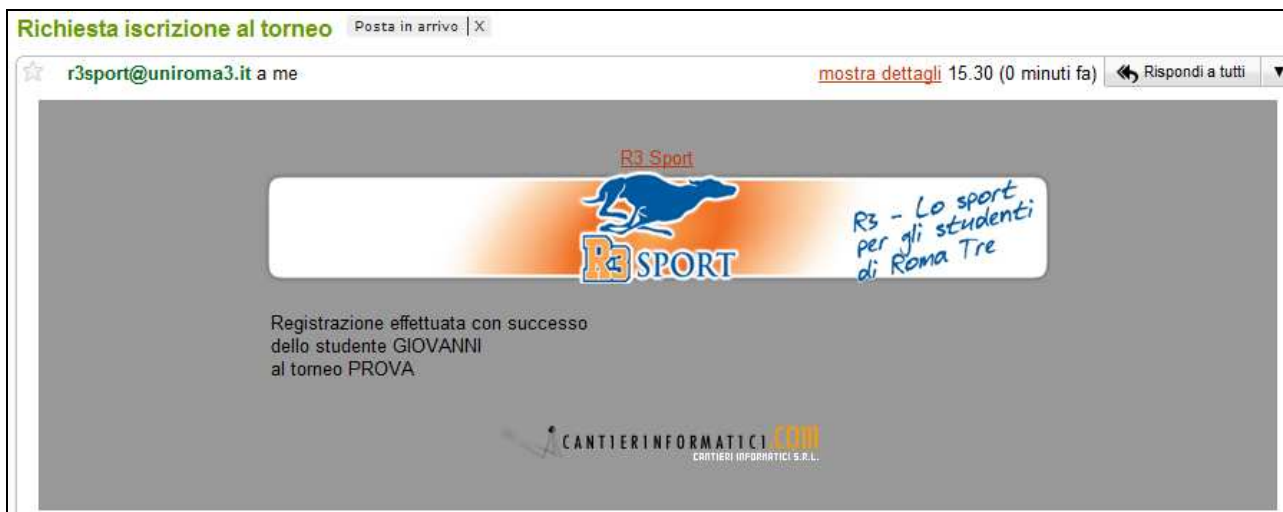 Richiesta iscrizione al torneo Posta in arrivo | X
r3sport@uniroma3.it a me mostra dettagli 15.30 (0 minuti fa) Rispondi a tutti
R3 Sport
R3 - Lo sport
per gli studenti
di Roma Tre
R3 SPORT
Registrazione effettuata con successo
dello studente GIOVANNI
al torneo PROVA
CANTIERINFORMATICI.COM
CANTIERI INFORMATICI S.R.L.